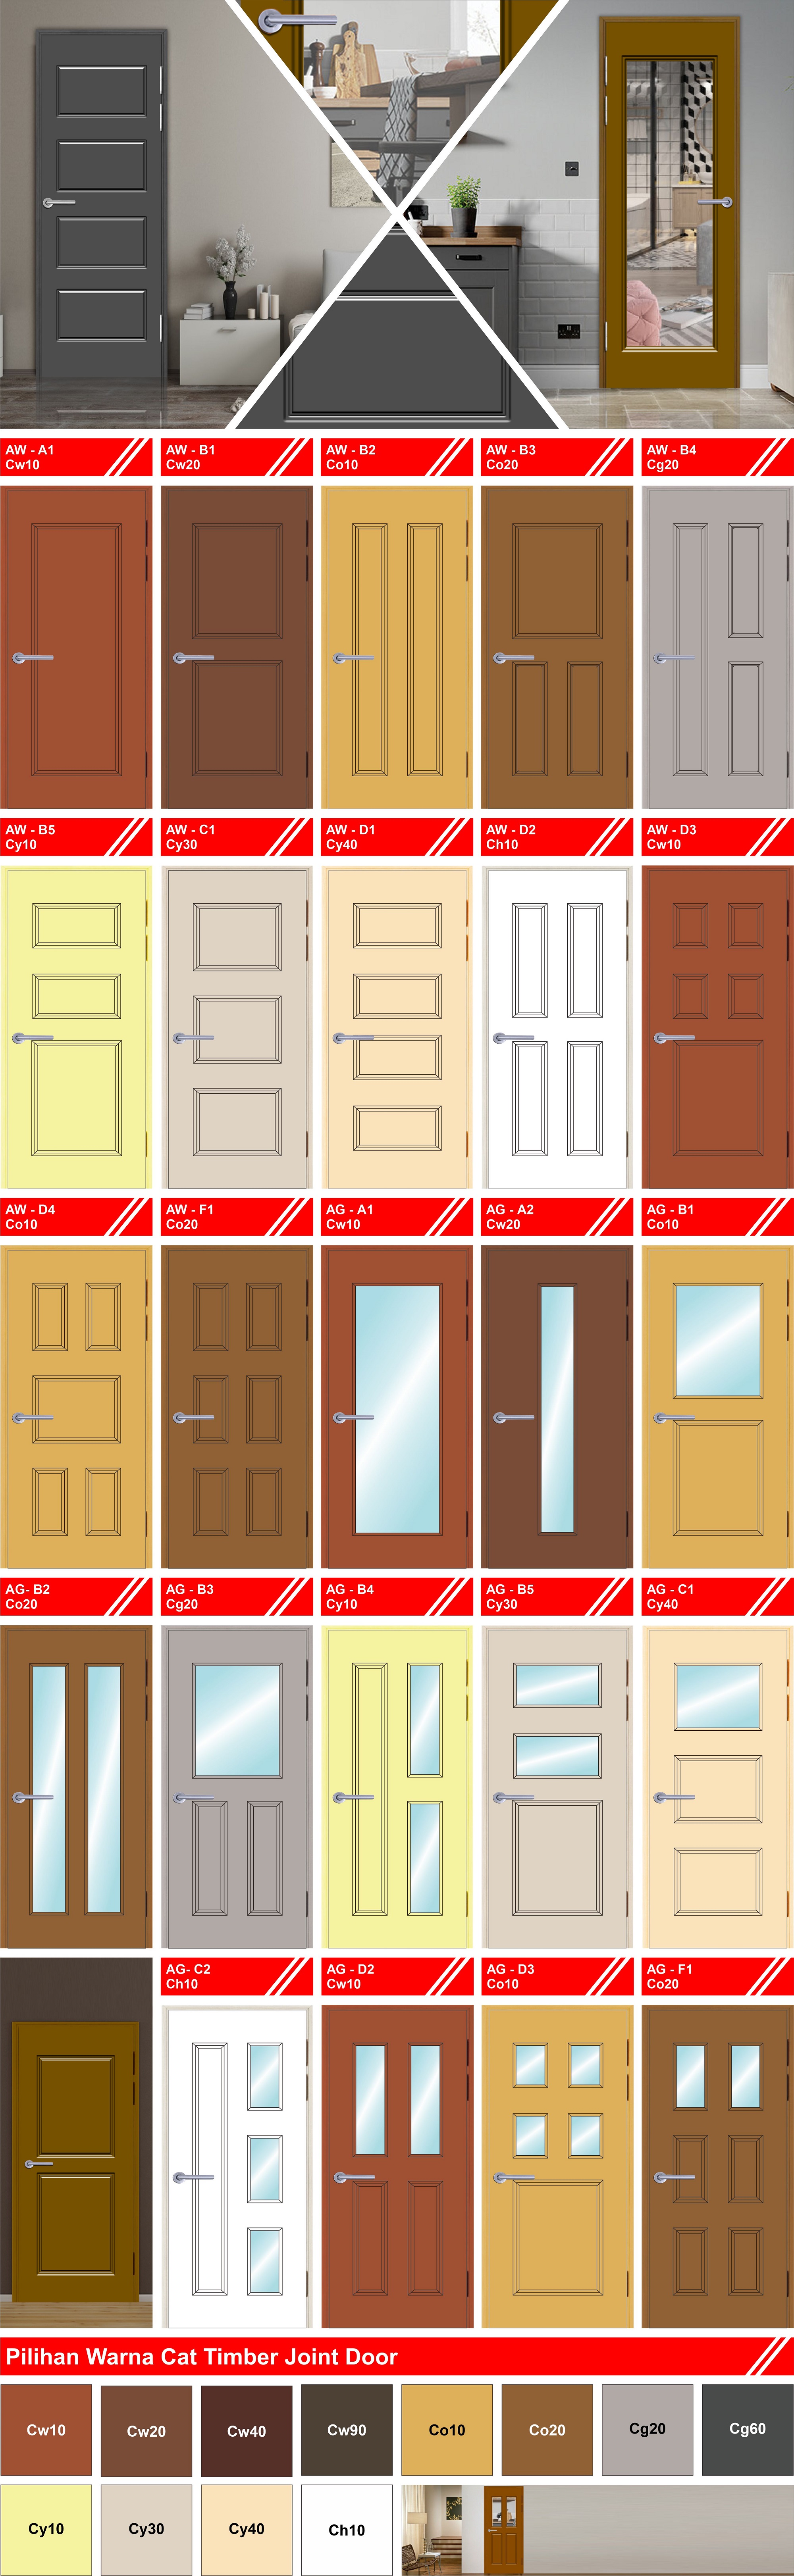 AW - A1
Cw10
AW - B1
Cw20
AW - B2
Co10
AW - B3
Co20
AW - B4
Cg20
AW - B5
Cy10
AW - C1
Cy30
AW - D1
Cy40
AW - D2
Ch10
AW - D3
Cw10
AW - D4
Co10
AW - F1
Co20
AG - A1
Cw10
AG - A2
Cw20
AG - B1
Co10
AG- B2
Co20
AG - B3
Cg20
AG - B4
Cy10
AG - B5
Cy30
AG - C1
Cy40
AG- C2
Ch10
AG - D2
Cw10
AG - D3
Co10
AG - F1
Co20
Pilihan Warna Cat Timber Joint Door
Cw10
Cw20
Cw40
Cw90
Co10
Co20
Cg20
Cg60
Cy10
Cy30
Cy40
Ch10